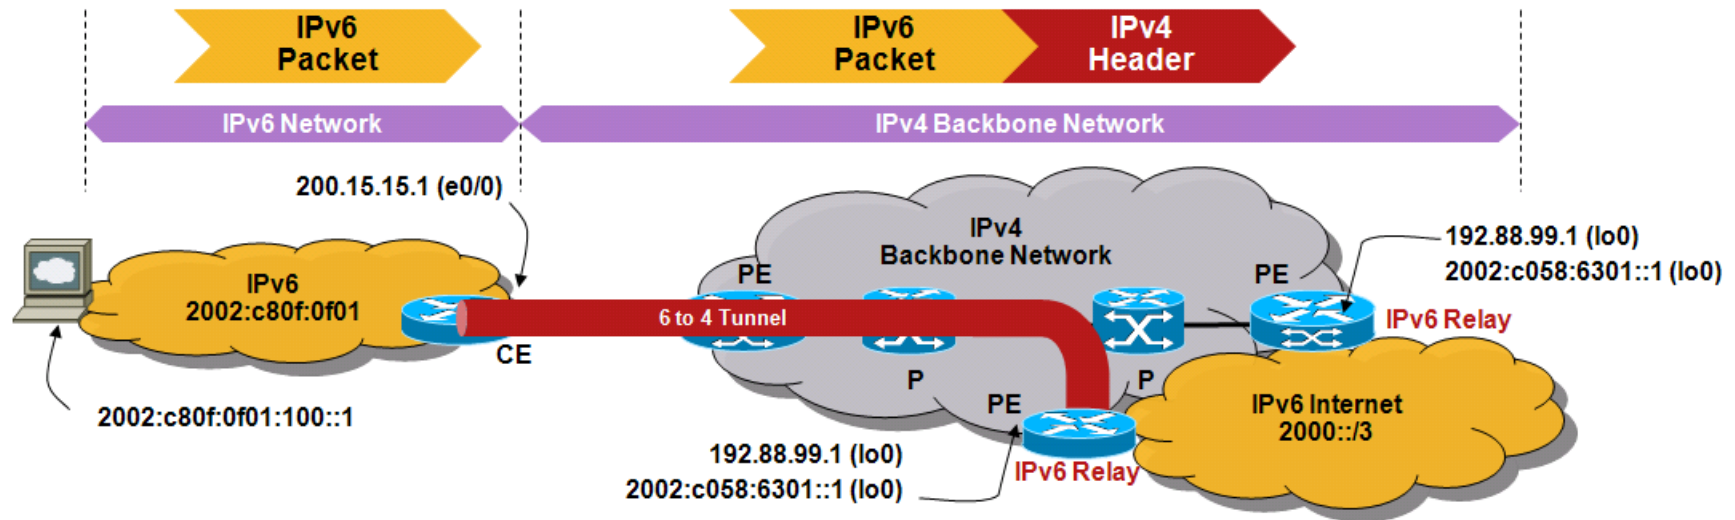 IPv6
Packet
IPv6
Packet
IPv4
Header
IPv6 Network
IPv4 Backbone Network
200.15.15.1 (e0/0)
IPv4
Backbone Network
192.88.99.1 (lo0)
2002:c058:6301::1 (lo0)
PE
PE
IPv6
2002:c80f:0f01
6 to 4 Tunnel
IPv6 Relay
CE
P
P
2002:c80f:0f01:100::1
PE
IPv6 Internet
2000::/3
192.88.99.1 (lo0)
2002:c058:6301::1 (lo0)
IPv6 Relay